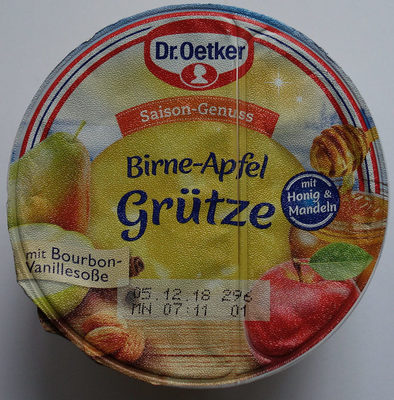 Dr.Oetker
Saison-Genuss
Birne-Apfel
Grütze
mit
Honig &
Mandeln
mit Bourbon-
Vanillesoße
05.12.18 296
MN 07:11 01